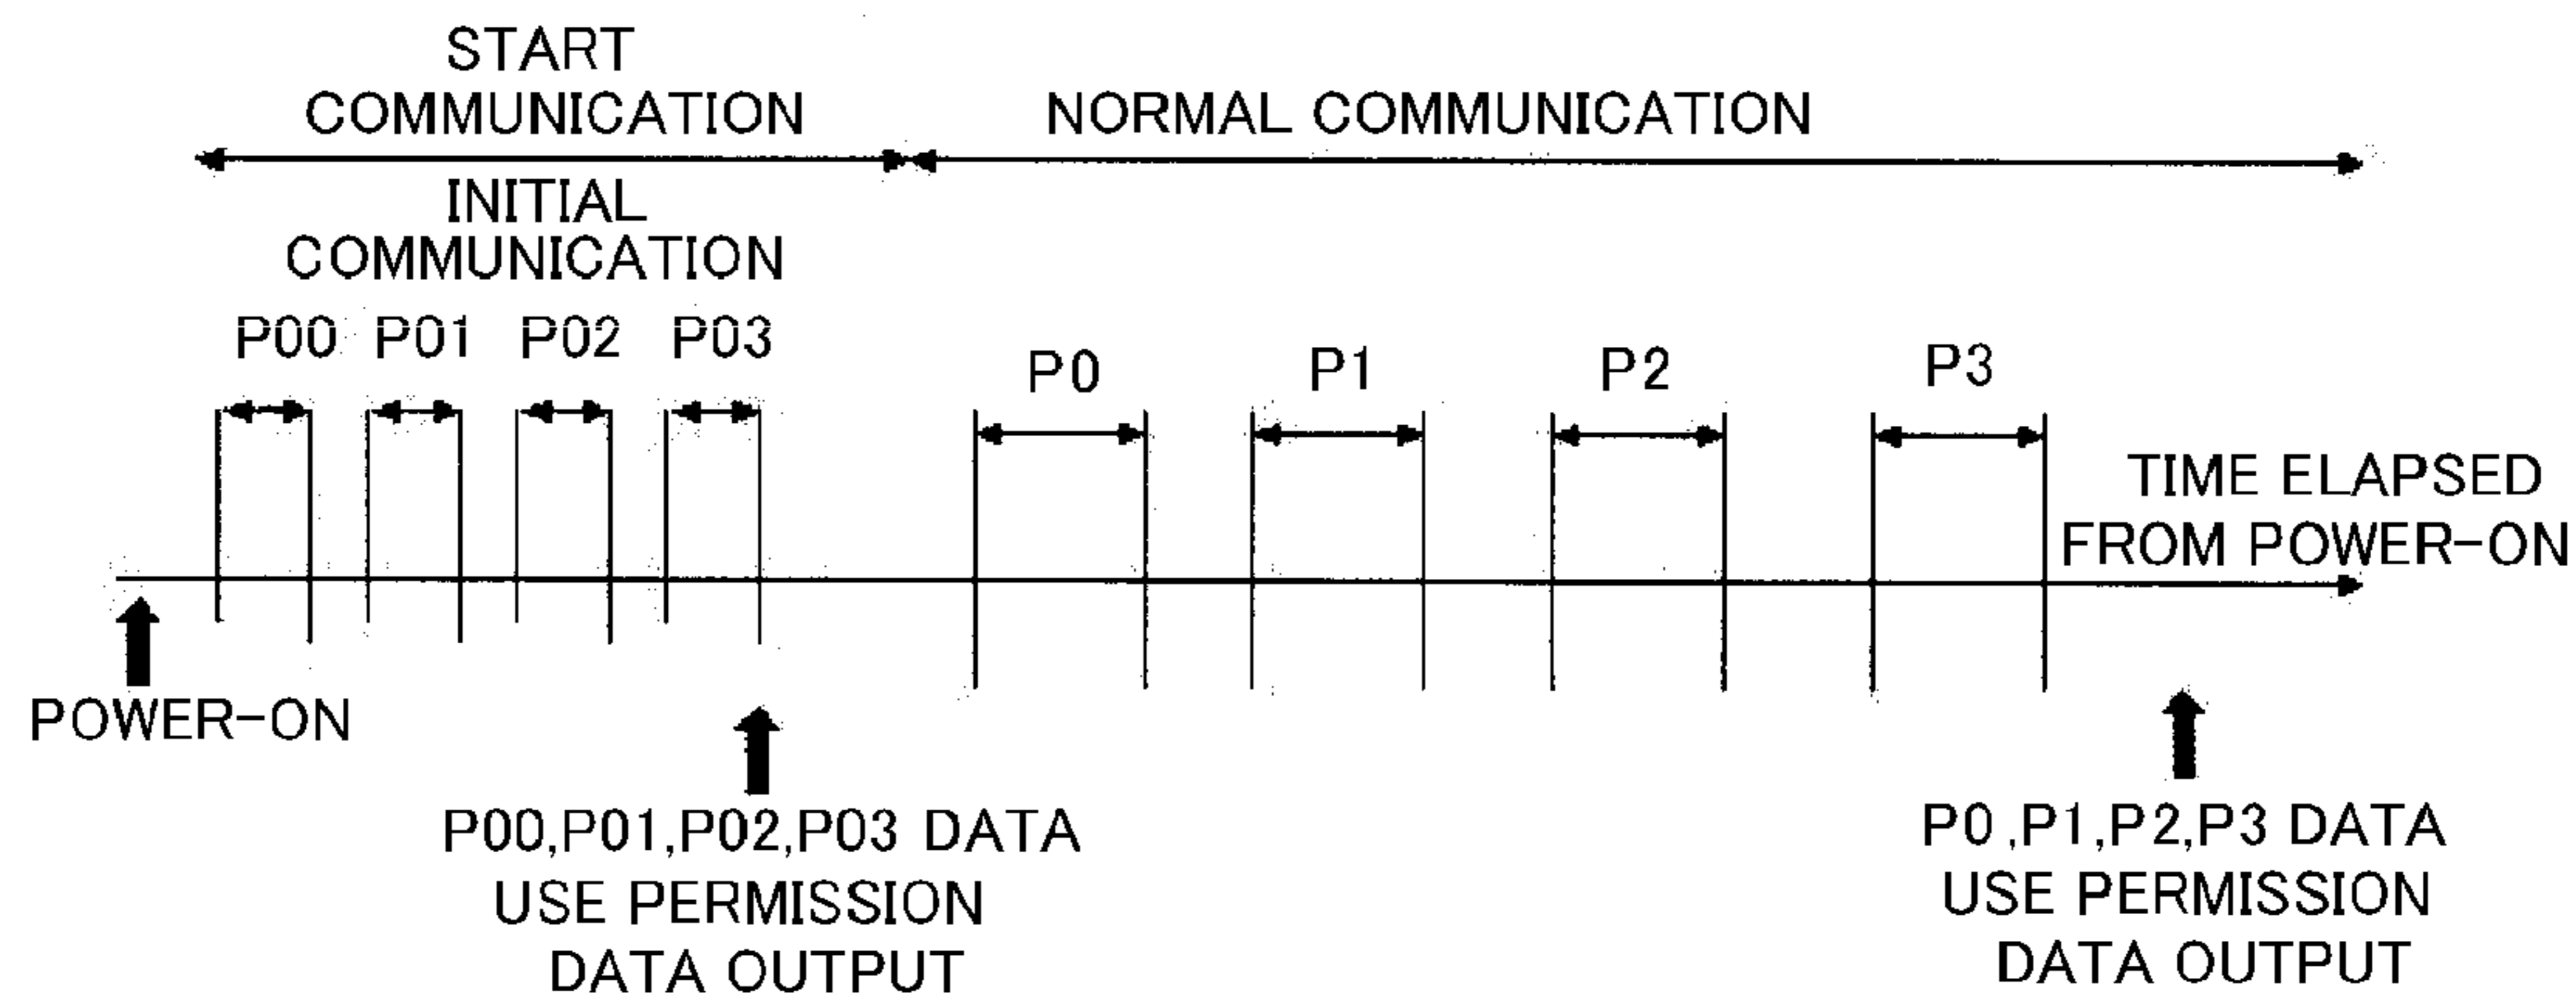 START
COMMUNICATION
NORMAL COMMUNICATION
INITIAL
COMMUNICATION
P00 P01 P02 P03
P0 P1 P2 P3
TIME ELAPSED
FROM POWER-ON
POWER-ON
P00,P01,P02,P03 DATA
USE PERMISSION
DATA OUTPUT
P0,P1,P2,P3 DATA
USE PERMISSION
DATA OUTPUT